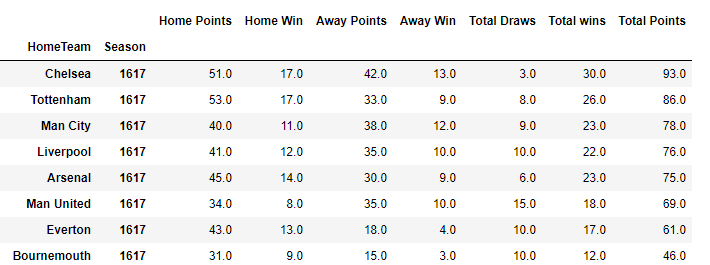 Home Points Home Win Away Points Away Win Total Draws Total wins Total Points
HomeTeam Season
Chelsea 1617 51.0 17.0 42.0 13.0 3.0 30.0 93.0
Tottenham 1617 53.0 17.0 33.0 9.0 8.0 26.0 86.0
Man City 1617 40.0 11.0 38.0 12.0 9.0 23.0 78.0
Liverpool 1617 41.0 12.0 35.0 10.0 10.0 22.0 76.0
Arsenal 1617 45.0 14.0 30.0 9.0 6.0 23.0 75.0
Man United 1617 34.0 8.0 35.0 10.0 15.0 18.0 69.0
Everton 1617 43.0 13.0 18.0 4.0 10.0 17.0 61.0
Bournemouth 1617 31.0 9.0 15.0 3.0 10.0 12.0 46.0